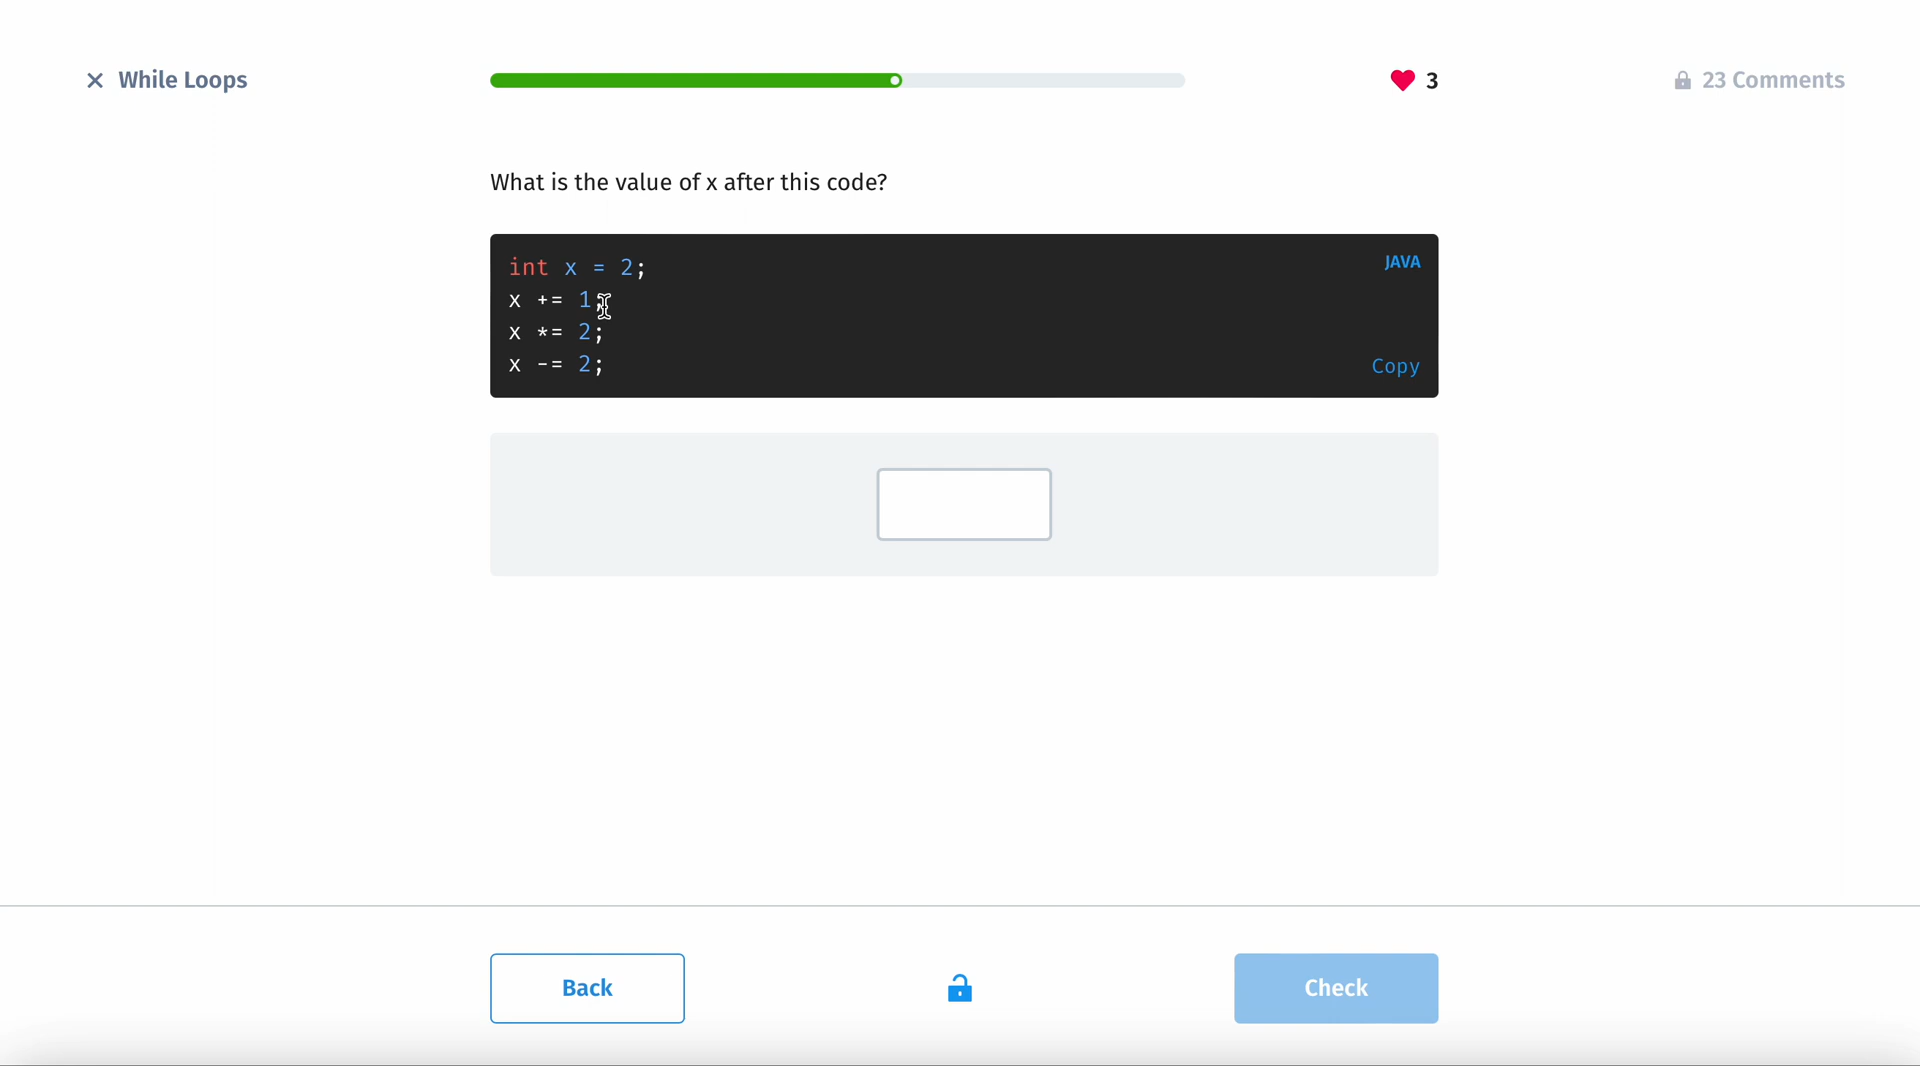 While Loops
3
23 Comments
What is the value of x after this code?
int x = 2;
JAVA
x += 1;
x *= 2;
x -= 2;
Copy
Back
Check